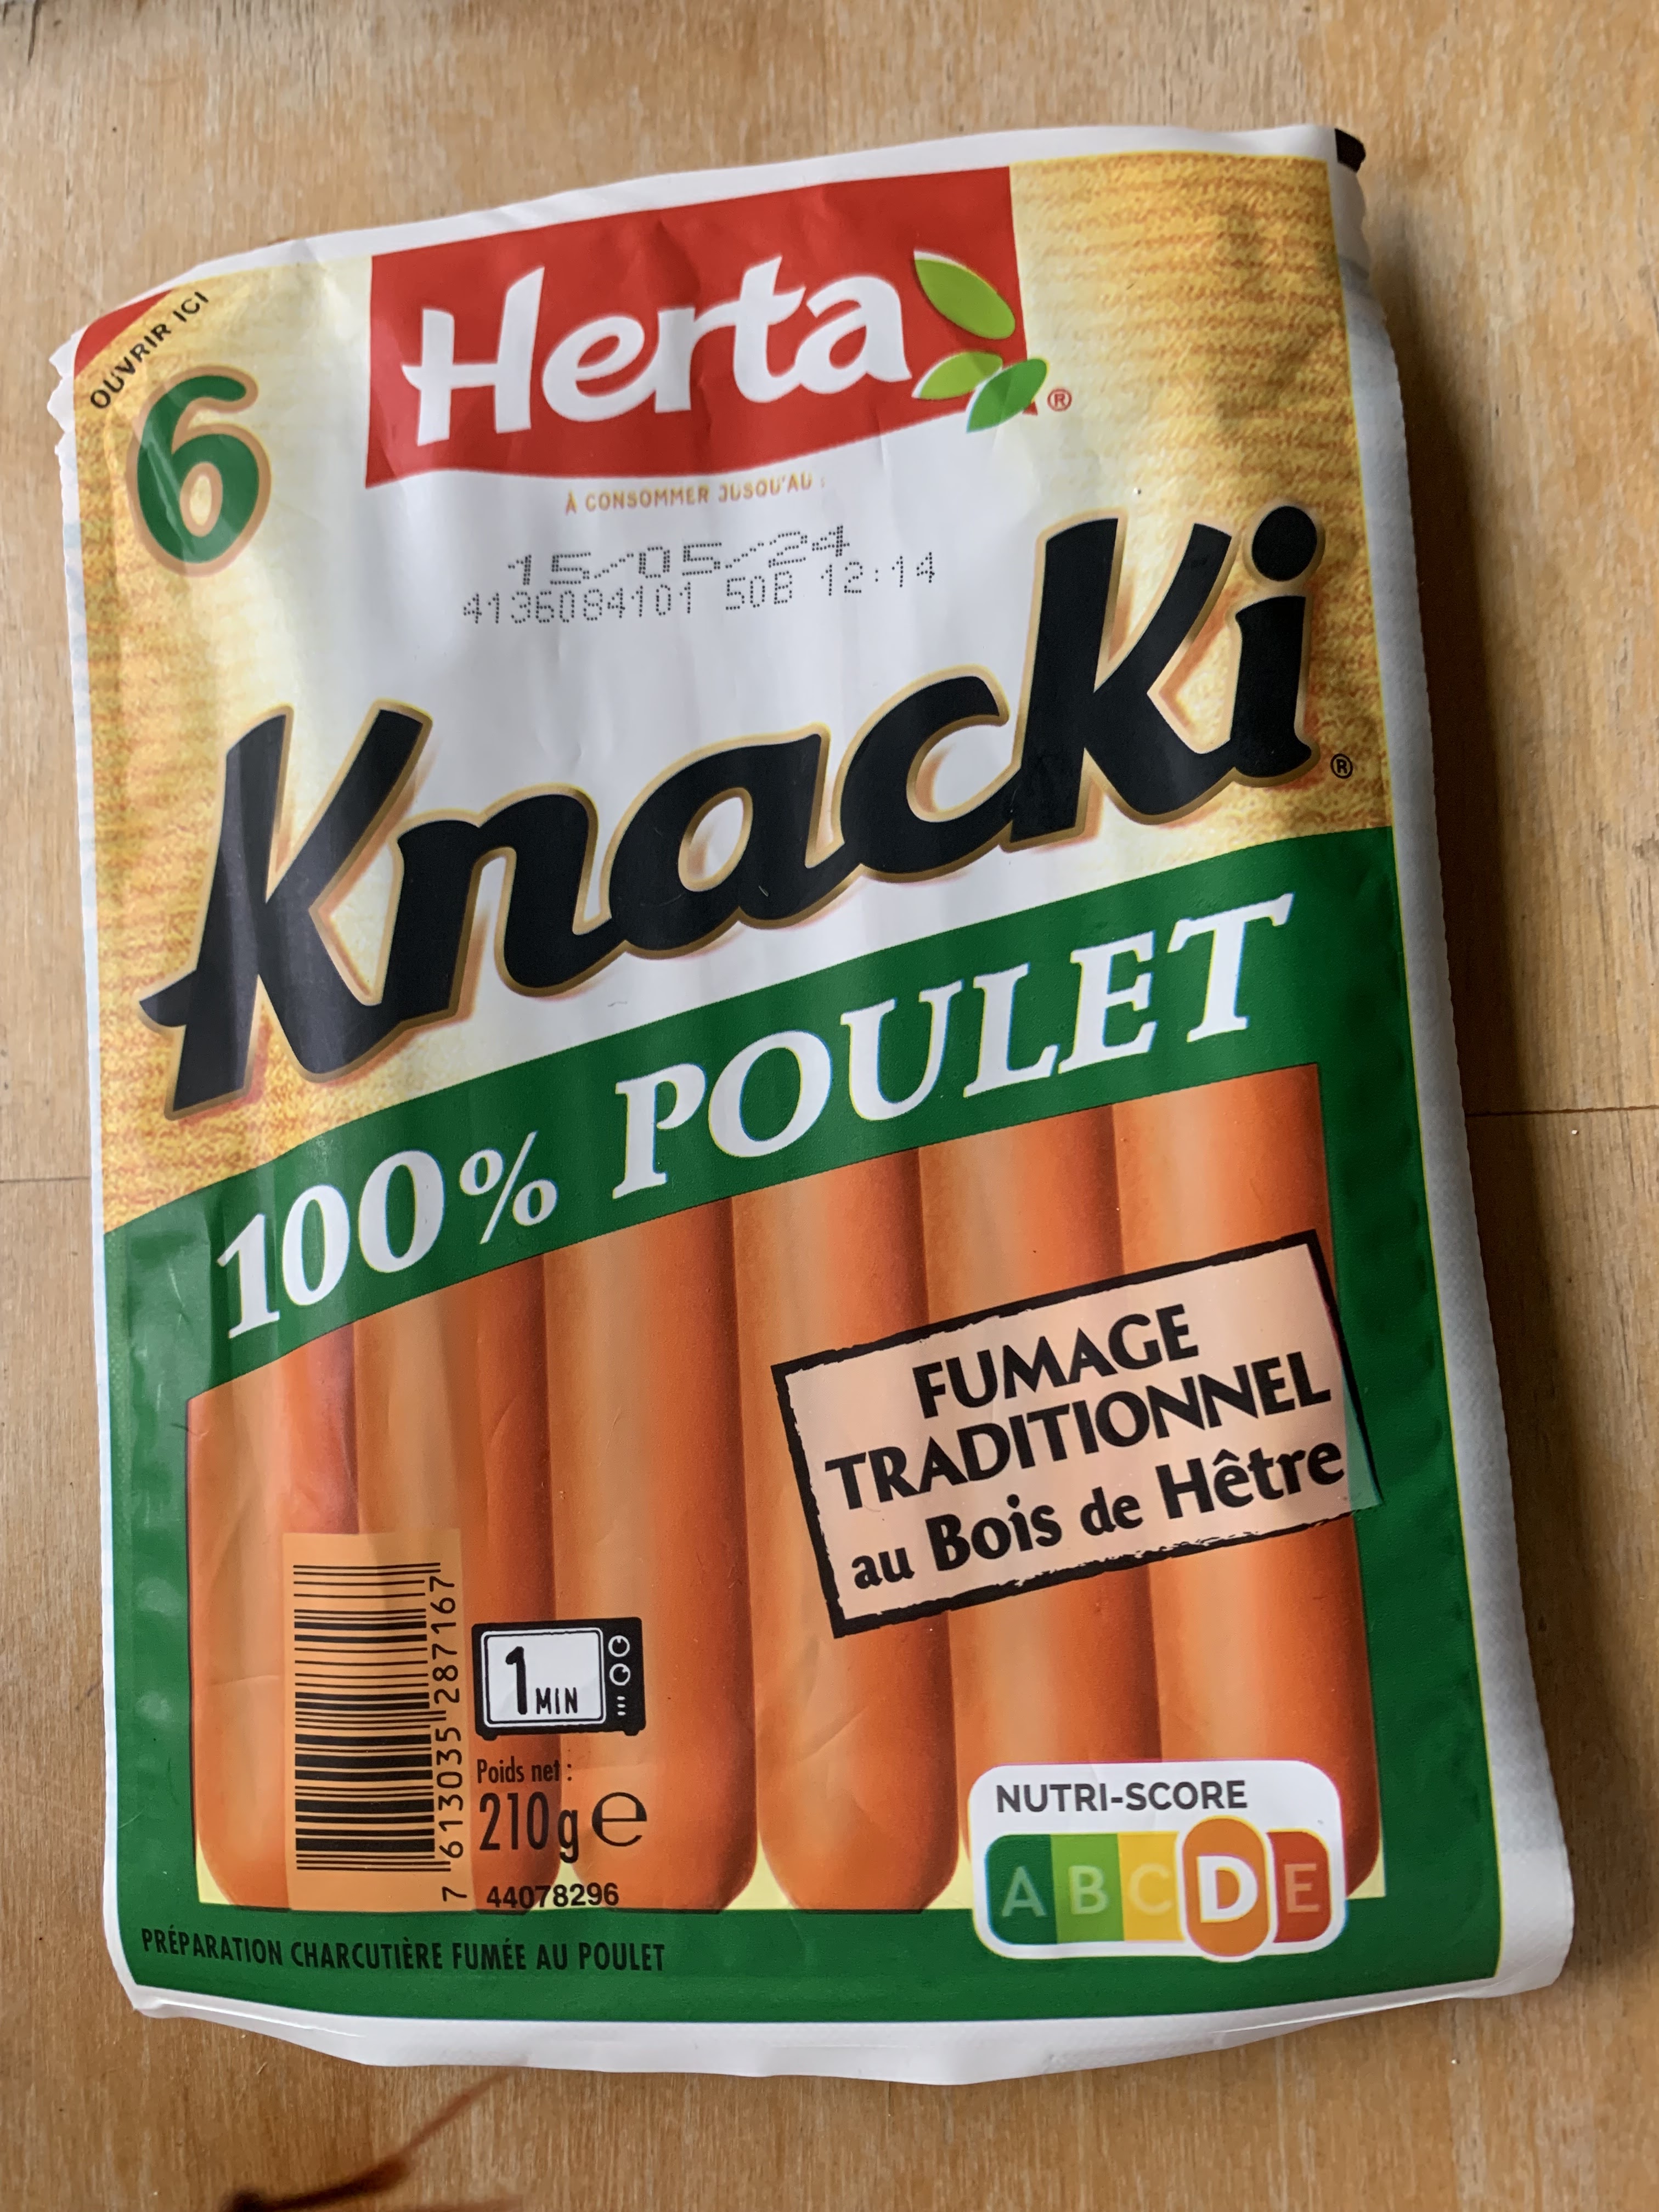 OUVRIR ICI
6
Herta®
À CONSOMMER JUSQU'AU :
15/05/24
4136084101 50B 12:14
Knacki®
100% POULET
FUMAGE
TRADITIONNEL
au Bois de Hêtre
1 MIN
7 613035 287167
Poids net :
210g e
44078296
NUTRI-SCORE
A B C D E
PRÉPARATION CHARCUTIÈRE FUMÉE AU POULET